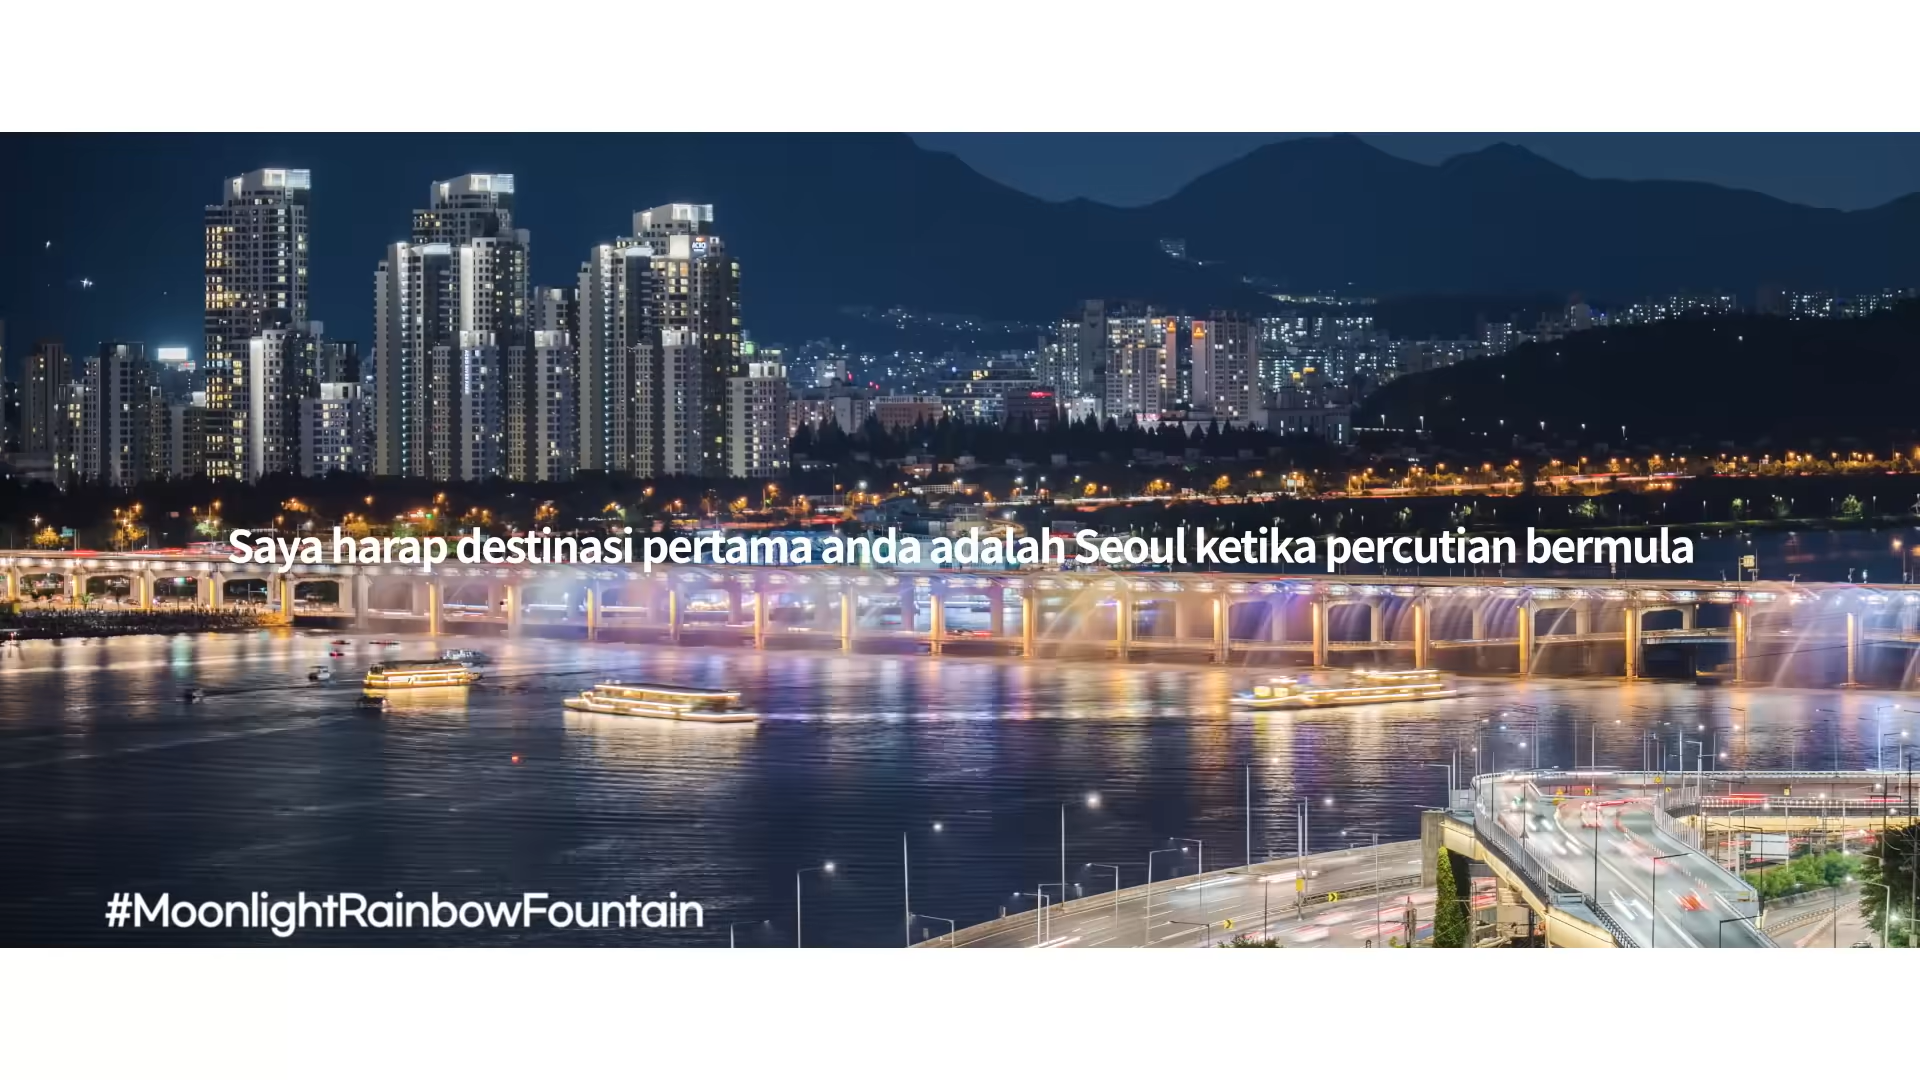 Saya harap destinasi pertama anda adalah Seoul ketika percutian bermula
#MoonlightRainbowFountain